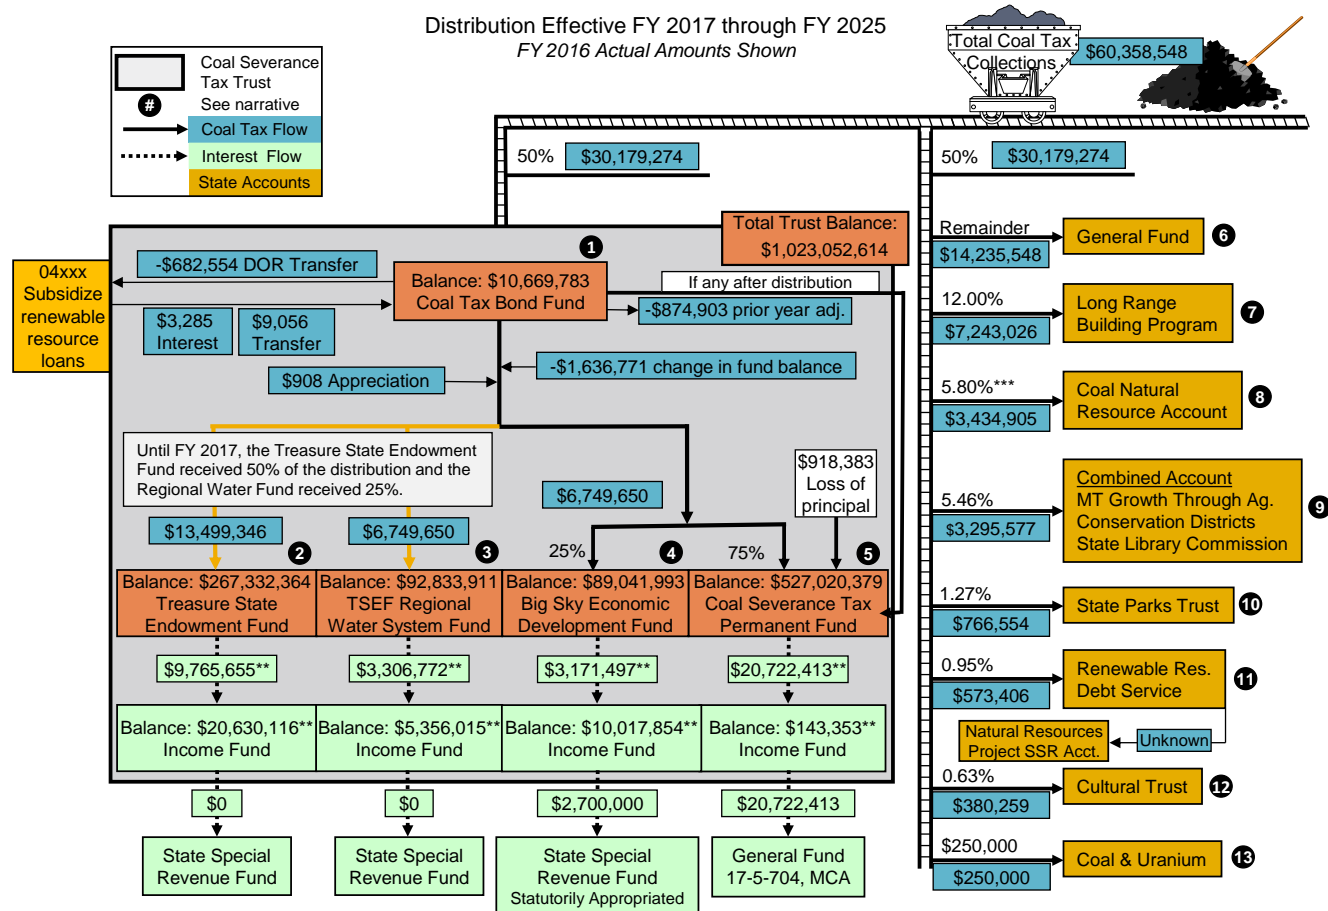 Distribution Effective FY 2017 through FY 2025
FY 2016 Actual Amounts Shown
Coal Severance
Tax Trust
#
See narrative
Coal Tax Flow
Interest Flow
State Accounts
Total Coal Tax
Collections
$60,358,548
50%
$30,179,274
50%
$30,179,274
Total Trust Balance:
$1,023,052,614
04xxx
Subsidize
renewable
resource
loans
-$682,554 DOR Transfer
1
Balance: $10,669,783
Coal Tax Bond Fund
If any after distribution
-$874,903 prior year adj.
$3,285
Interest
$9,056
Transfer
$908 Appreciation
-$1,636,771 change in fund balance
Until FY 2017, the Treasure State Endowment
Fund received 50% of the distribution and the
Regional Water Fund received 25%.
$918,383
Loss of
principal
$13,499,346
$6,749,650
$6,749,650
25%
75%
2
3
4
5
Balance: $267,332,364
Treasure State
Endowment Fund
Balance: $92,833,911
TSEF Regional
Water System Fund
Balance: $89,041,993
Big Sky Economic
Development Fund
Balance: $527,020,379
Coal Severance Tax
Permanent Fund
$9,765,655**
$3,306,772**
$3,171,497**
$20,722,413**
Balance: $20,630,116**
Income Fund
Balance: $5,356,015**
Income Fund
Balance: $10,017,854**
Income Fund
Balance: $143,353**
Income Fund
$0
$0
$2,700,000
$20,722,413
State Special
Revenue Fund
State Special
Revenue Fund
State Special
Revenue Fund
Statutorily Appropriated
General Fund
17-5-704, MCA
Remainder
$14,235,548
General Fund
6
12.00%
$7,243,026
Long Range
Building Program
7
5.80%***
$3,434,905
Coal Natural
Resource Account
8
5.46%
$3,295,577
Combined Account
MT Growth Through Ag.
Conservation Districts
State Library Commission
9
1.27%
$766,554
State Parks Trust
10
0.95%
$573,406
Renewable Res.
Debt Service
11
Natural Resources
Project SSR Acct.
Unknown
0.63%
$380,259
Cultural Trust
12
$250,000
$250,000
Coal & Uranium
13